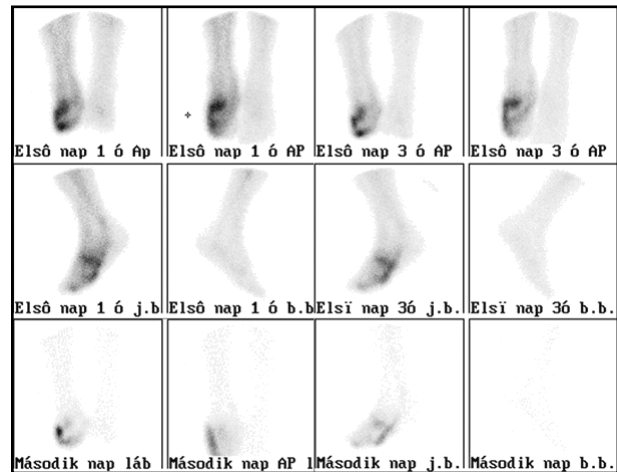 Elsô nap 1 ó Ap
Elsô nap 1 ó AP
Elsô nap 3 ó AP
Elsô nap 3 ó AP
Elsô nap 1 ó j.b
Elsô nap 1 ó b.b
Elsï nap 3ó j.b.
Elsï nap 3ó b.b.
Második nap láb
Második nap AP l
Második nap j.b.
Második nap b.b.